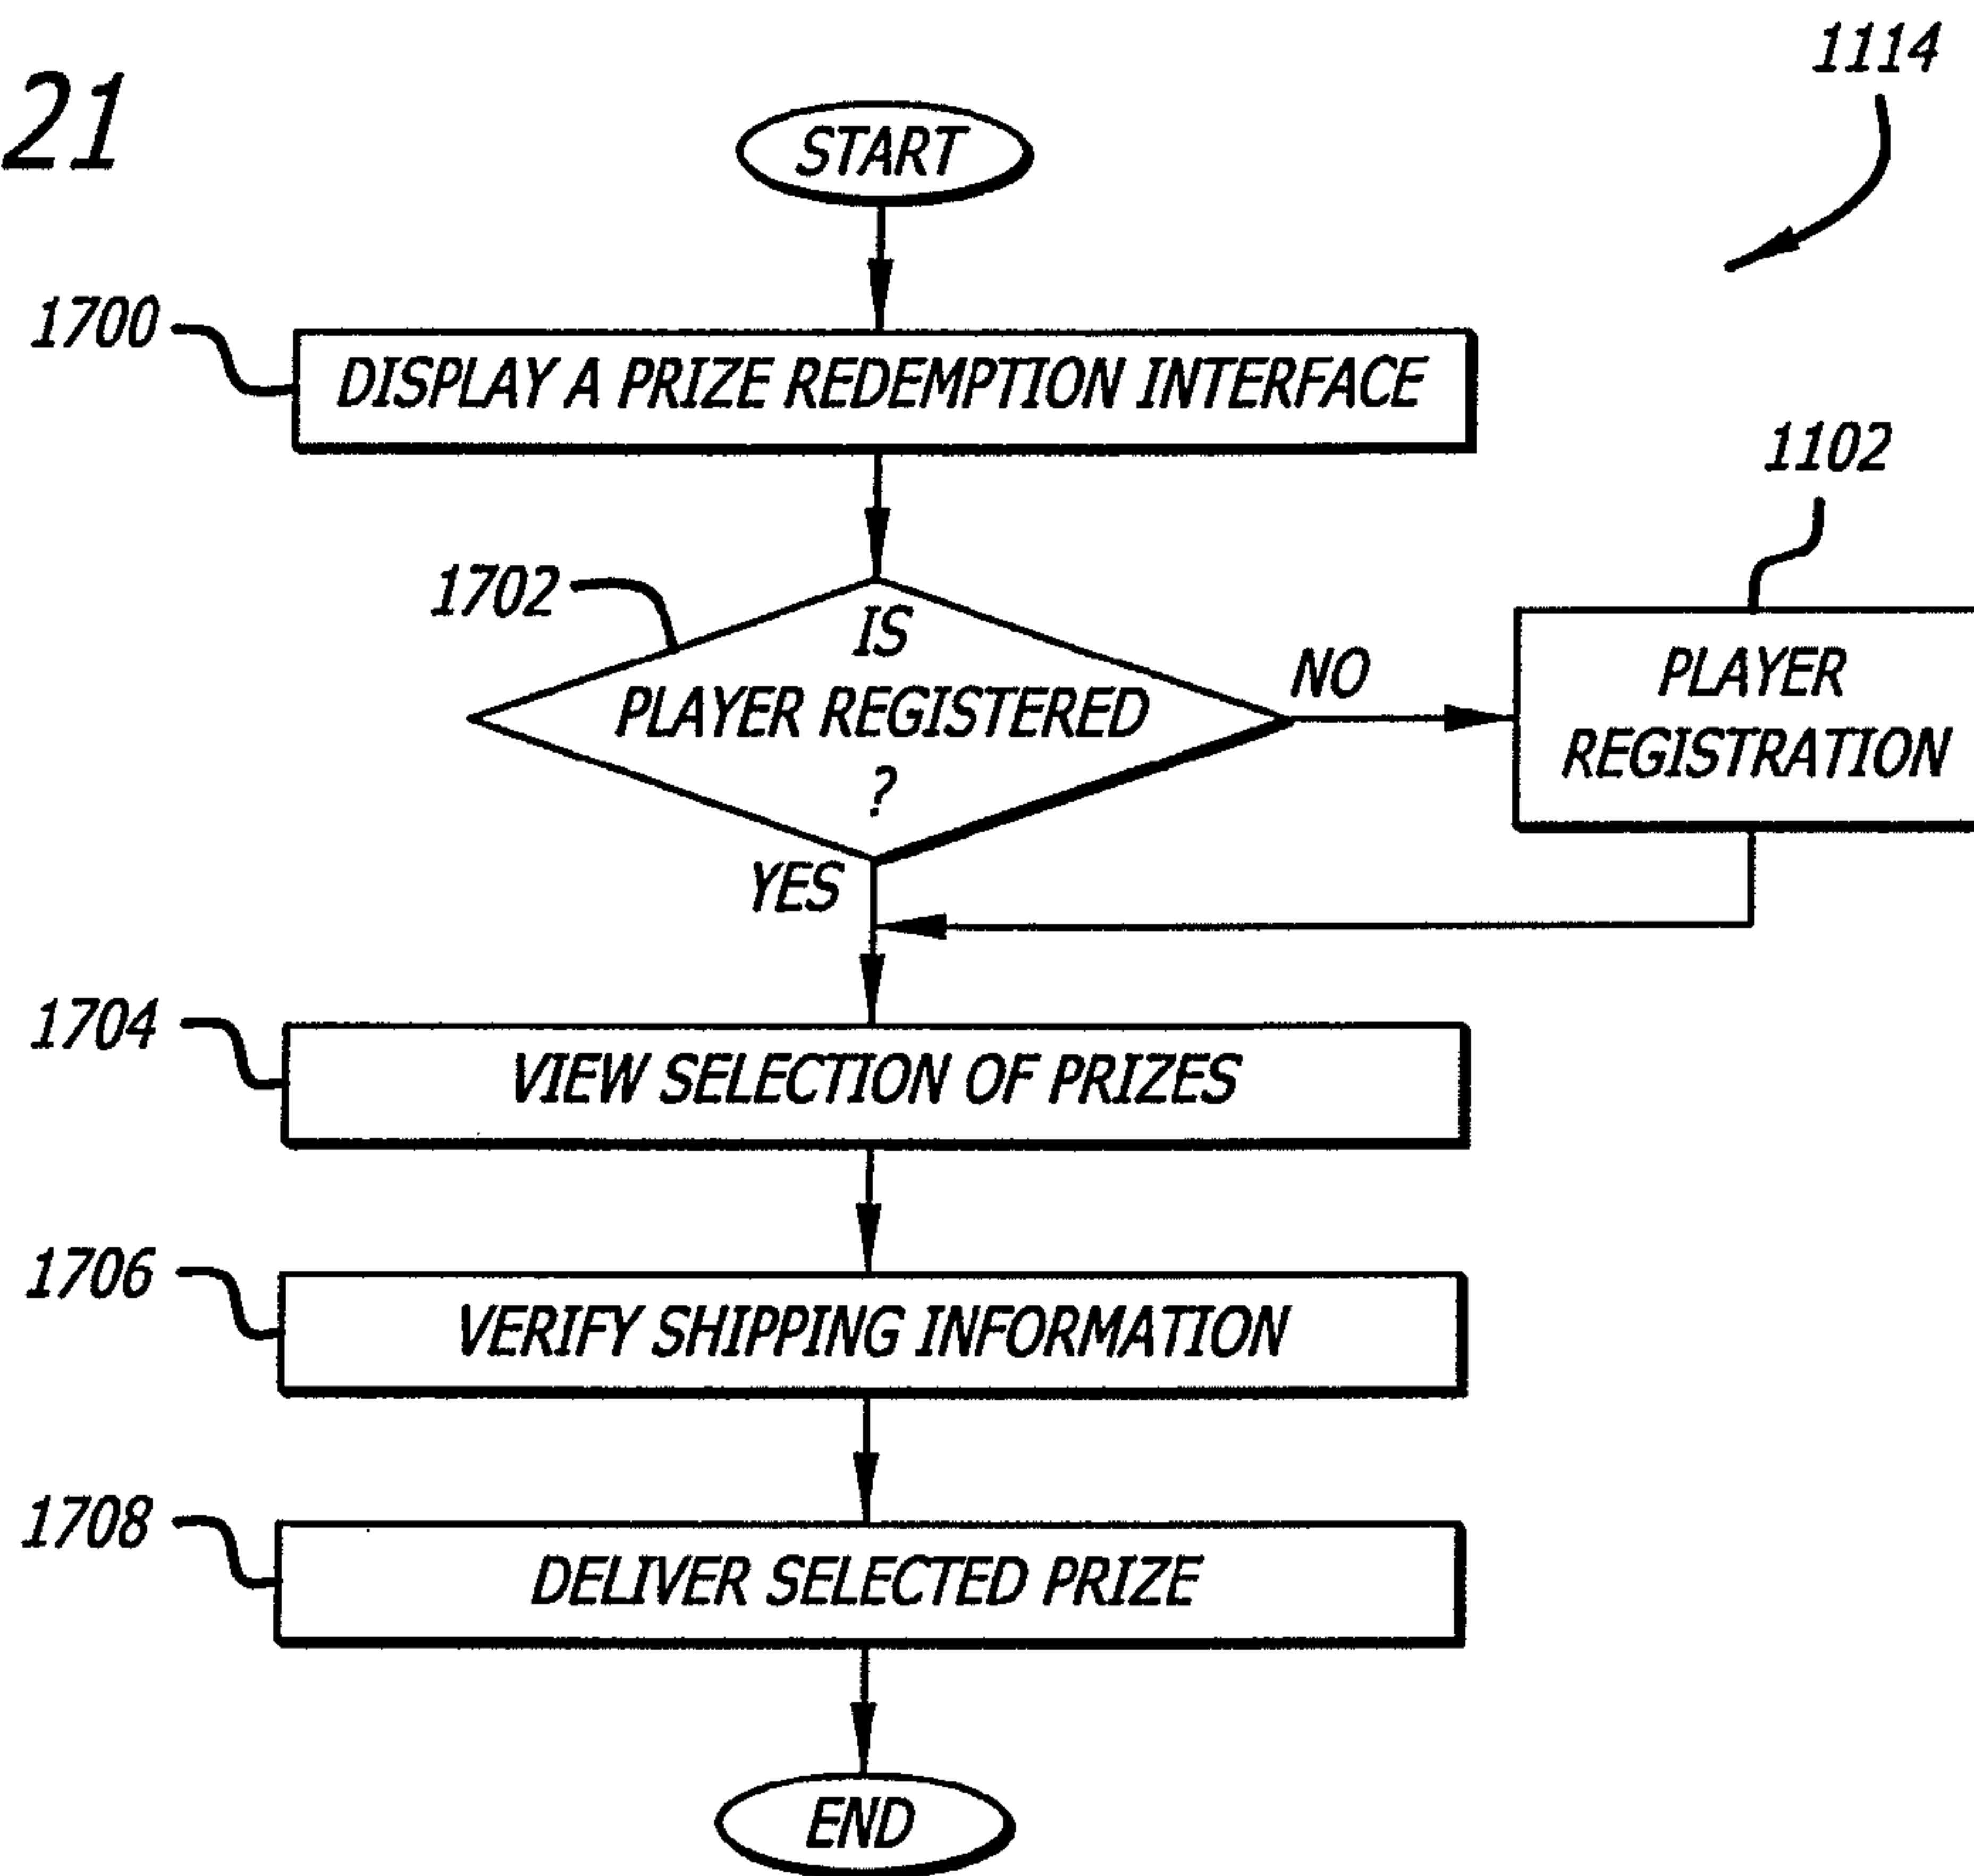 21
1114
START
1700
DISPLAY A PRIZE REDEMPTION INTERFACE
1102
1702
IS
PLAYER REGISTERED
?
NO
PLAYER
REGISTRATION
YES
1704
VIEW SELECTION OF PRIZES
1706
VERIFY SHIPPING INFORMATION
1708
DELIVER SELECTED PRIZE
END